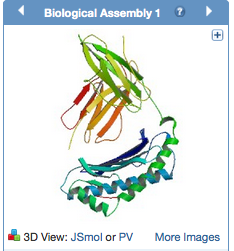 Biological Assembly 1 ?
3D View: JSmol or PV More Images